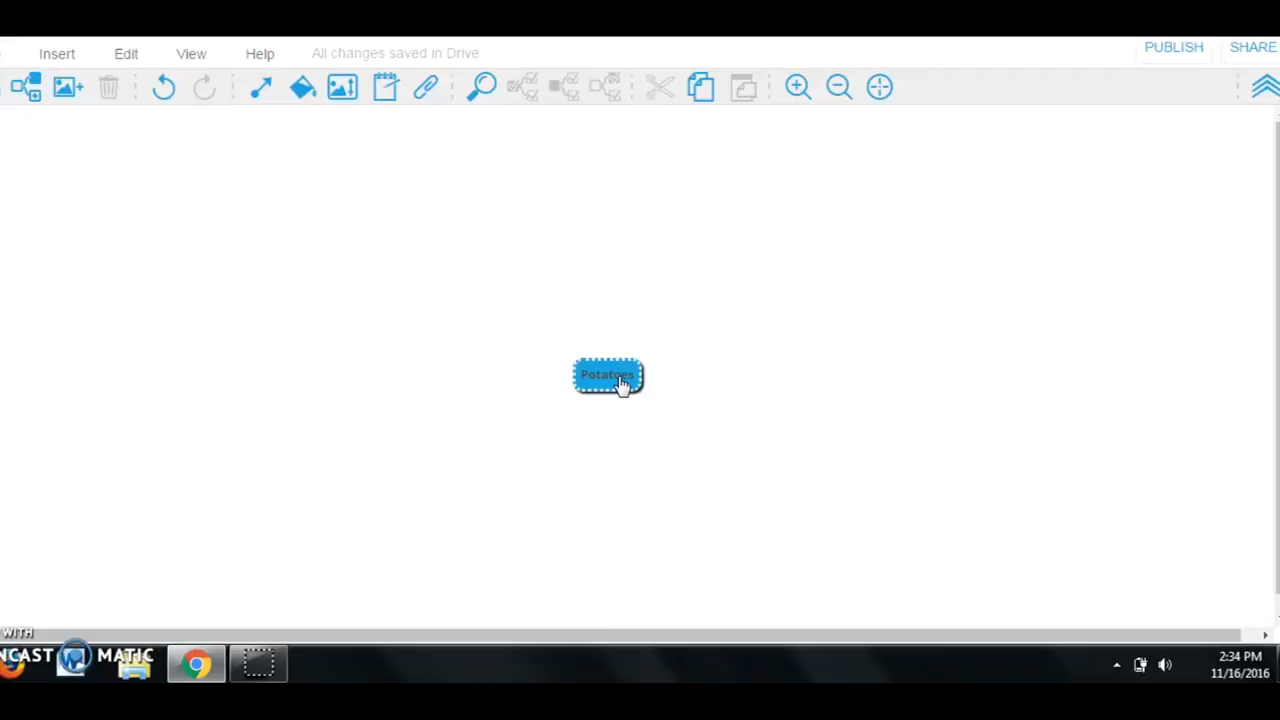 Insert Edit View Help All changes saved in Drive PUBLISH SHARE
Potatoes
WITH
NCAST MATIC
2:34 PM
11/16/2016